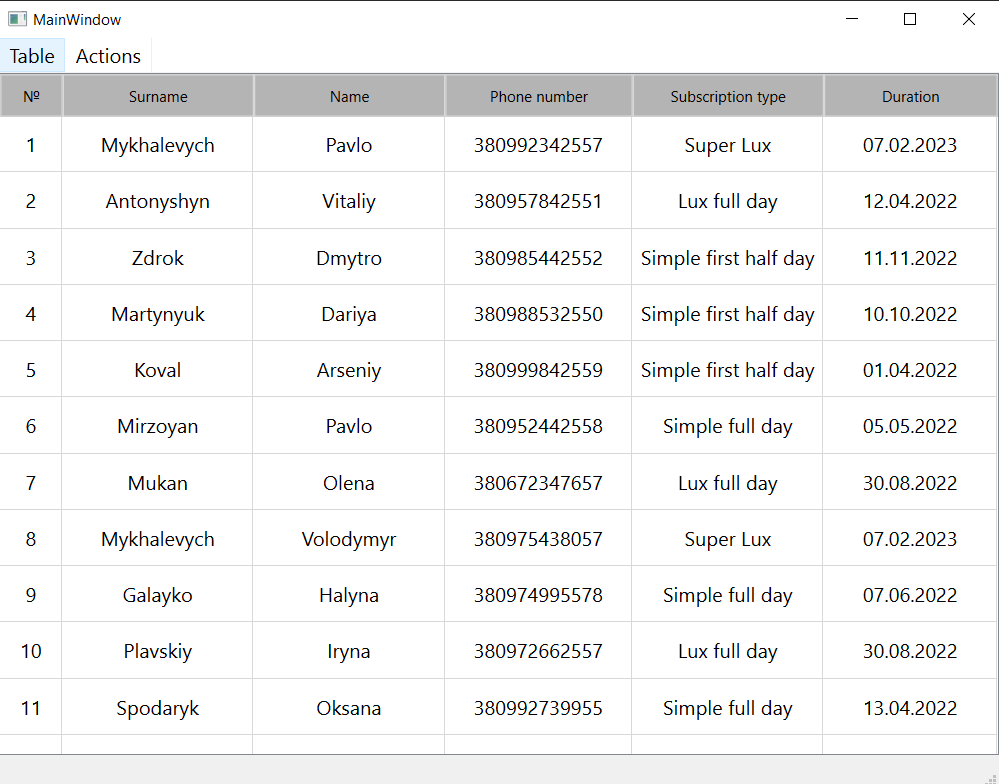 MainWindow
Table Actions
№ Surname Name Phone number Subscription type Duration
1 Mykhalevych Pavlo 380992342557 Super Lux 07.02.2023
2 Antonyshyn Vitaliy 380957842551 Lux full day 12.04.2022
3 Zdrok Dmytro 380985442552 Simple first half day 11.11.2022
4 Martynyuk Dariya 380988532550 Simple first half day 10.10.2022
5 Koval Arseniy 380999842559 Simple first half day 01.04.2022
6 Mirzoyan Pavlo 380952442558 Simple full day 05.05.2022
7 Mukan Olena 380672347657 Lux full day 30.08.2022
8 Mykhalevych Volodymyr 380975438057 Super Lux 07.02.2023
9 Galayko Halyna 380974995578 Simple full day 07.06.2022
10 Plavskiy Iryna 380972662557 Lux full day 30.08.2022
11 Spodaryk Oksana 380992739955 Simple full day 13.04.2022